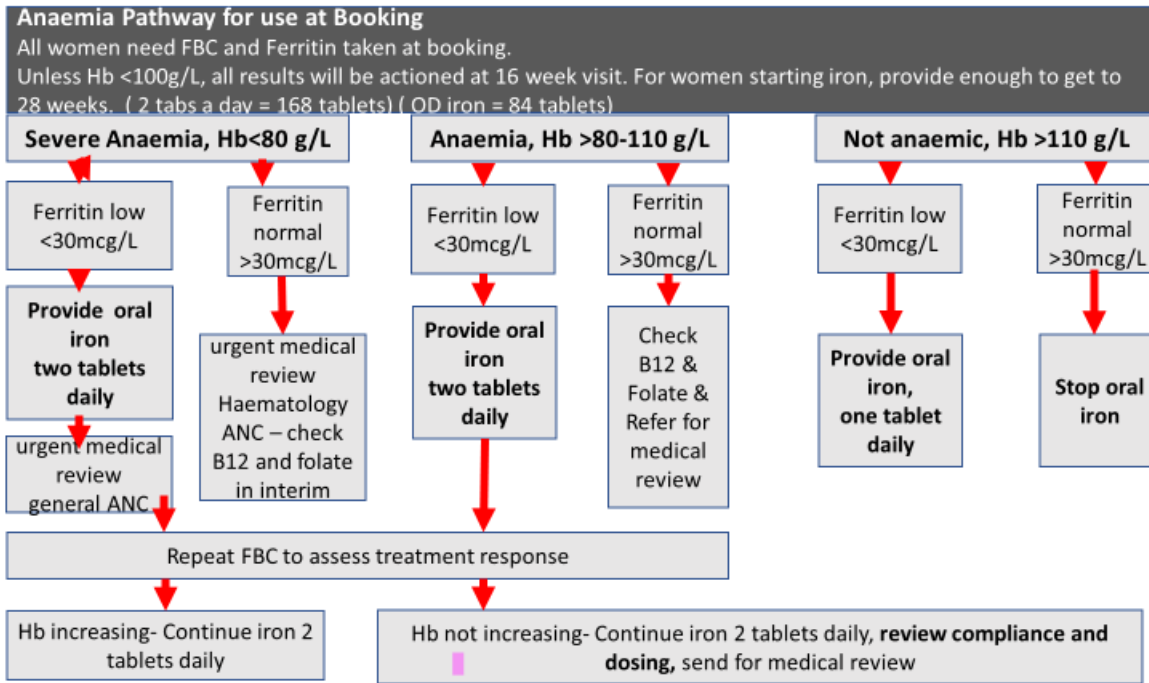 Anaemia Pathway for use at Booking
All women need FBC and Ferritin taken at booking.
Unless Hb <100g/L, all results will be actioned at 16 week visit. For women starting iron, provide enough to get to
28 weeks.  ( 2 tabs a day = 168 tablets) ( OD iron = 84 tablets)
Severe Anaemia, Hb<80 g/L
Ferritin low
<30mcg/L
Provide oral
iron
two tablets
daily
urgent medical
review
general ANC
Ferritin
normal
>30mcg/L
urgent medical
review
Haematology
ANC – check
B12 and folate
in interim
Anaemia, Hb >80-110 g/L
Ferritin low
<30mcg/L
Provide oral
iron
two tablets
daily
Ferritin
normal
>30mcg/L
Check
B12 &
Folate &
Refer for
medical
review
Not anaemic, Hb >110 g/L
Ferritin low
<30mcg/L
Provide oral
iron,
one tablet
daily
Ferritin
normal
>30mcg/L
Stop oral
iron
Repeat FBC to assess treatment response
Hb increasing- Continue iron 2
tablets daily
Hb not increasing- Continue iron 2 tablets daily, review compliance and
dosing, send for medical review